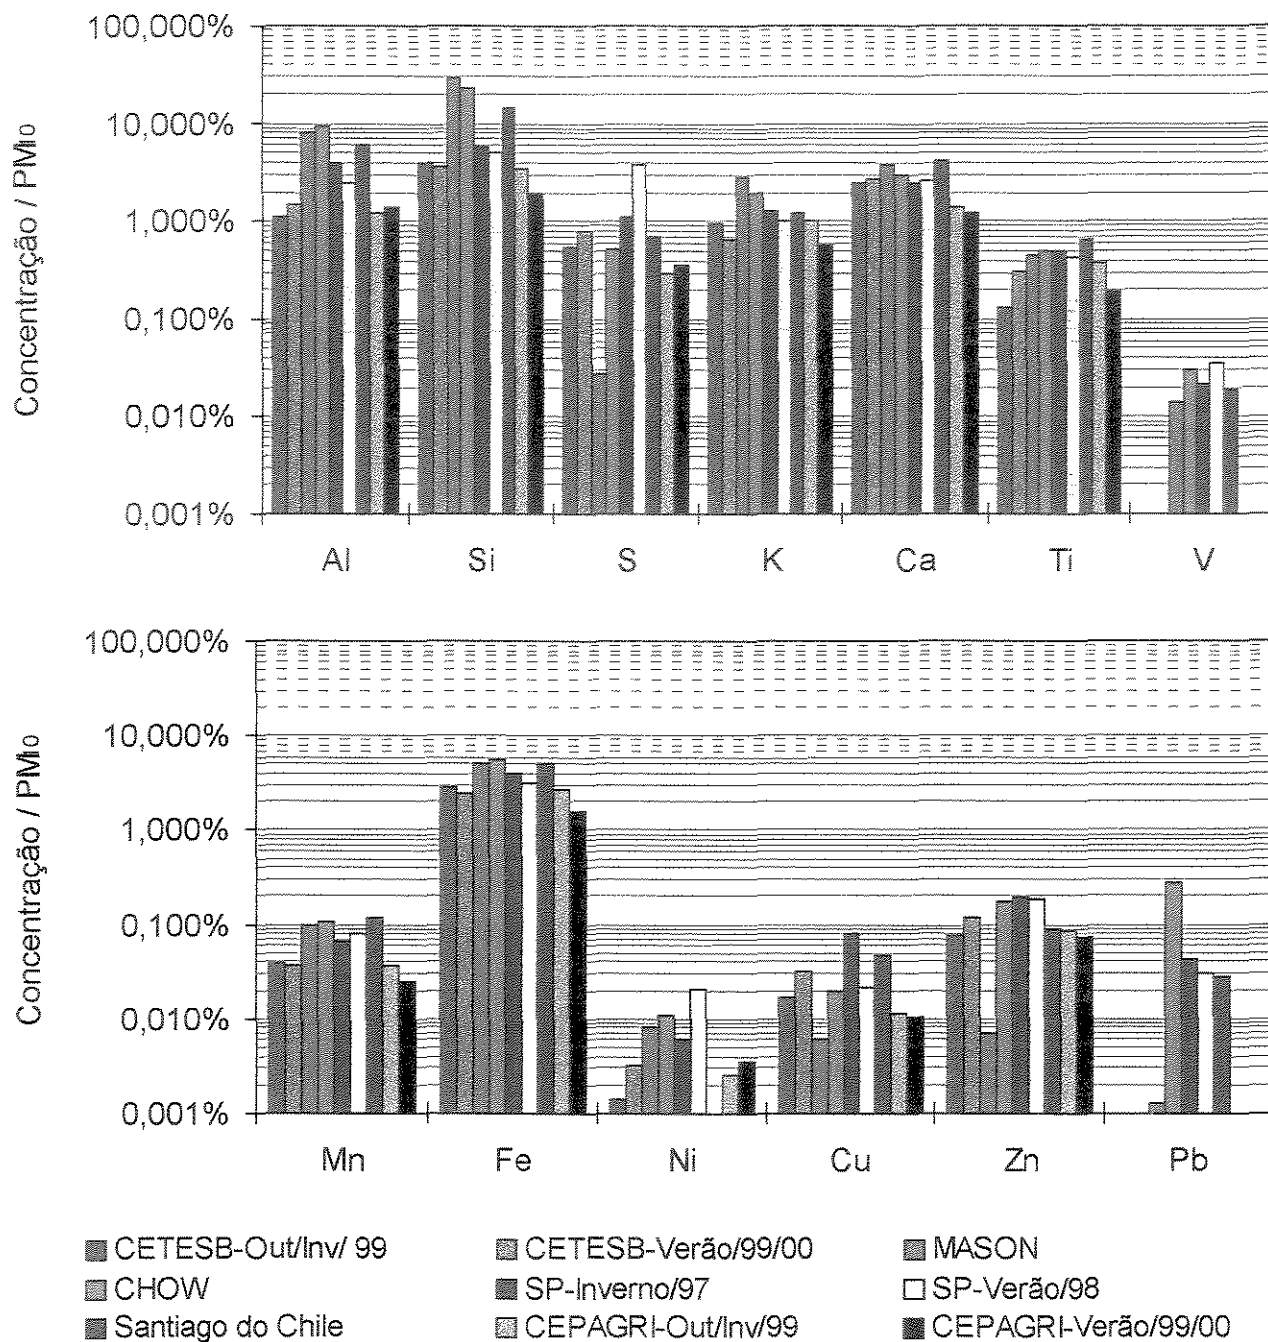 100,000%
10,000%
1,000%
0,100%
0,010%
0,001%
Concentração / PM10
Al Si S K Ca Ti V
100,000%
10,000%
1,000%
0,100%
0,010%
0,001%
Concentração / PM10
Mn Fe Ni Cu Zn Pb
CETESB-Out/Inv/ 99 CETESB-Verão/99/00 MASON
CHOW SP-Inverno/97 SP-Verão/98
Santiago do Chile CEPAGRI-Out/Inv/99 CEPAGRI-Verão/99/00